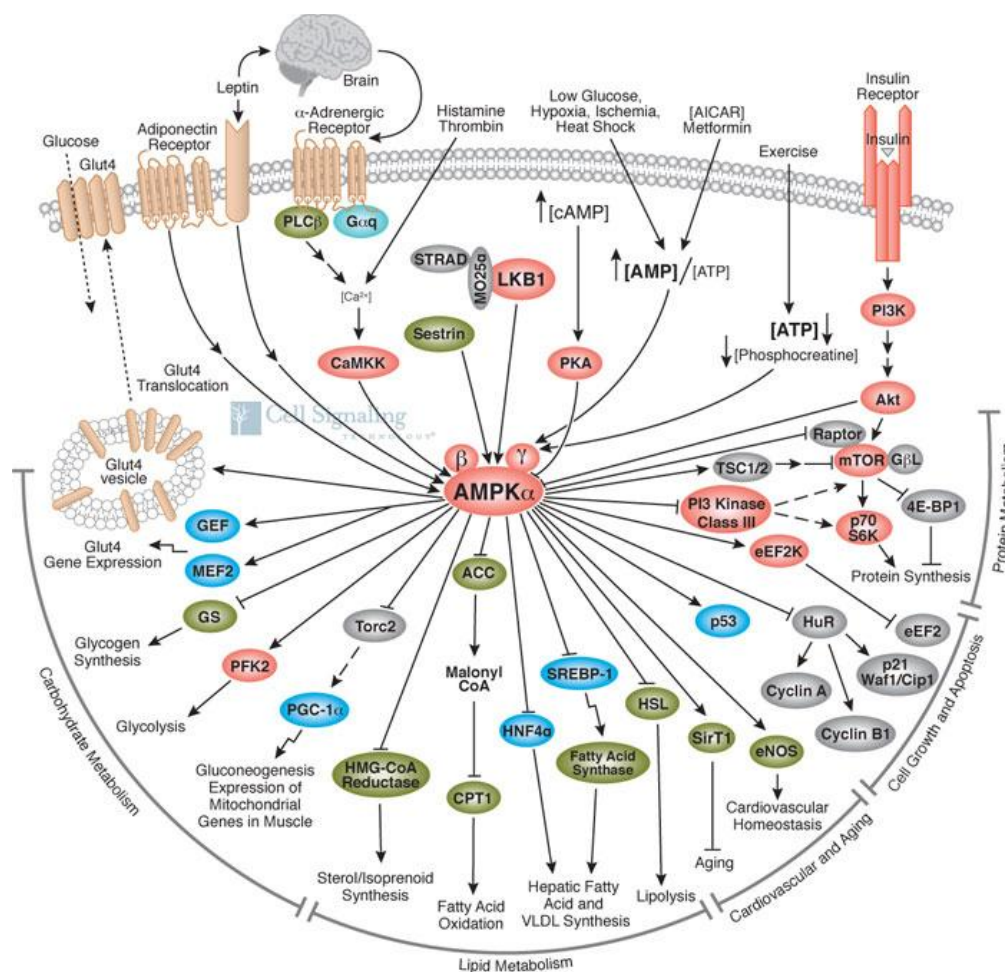 Brain
Leptin
α-Adrenergic
Receptor
Adiponectin
Receptor
Glucose
Glut4
Histamine
Thrombin
Low Glucose,
Hypoxia, Ischemia,
Heat Shock
[AICAR]
Metformin
Exercise
Insulin
Receptor
Insulin
PLCβ
Gαq
[Ca²⁺]
CaMKK
STRAD
MO25α
LKB1
Sestrin
[cAMP]
PKA
[AMP]/[ATP]
[ATP]
[Phosphocreatine]
PI3K
Akt
Glut4
Translocation
Cell Signaling
TECHNOLOGY®
Glut4
vesicle
β
γ
AMPKα
Raptor
mTOR
GβL
TSC1/2
PI3 Kinase
Class III
p70
S6K
4E-BP1
eEF2K
Protein Synthesis
GEF
MEF2
Glut4
Gene Expression
GS
Glycogen
Synthesis
PFK2
Glycolysis
Torc2
PGC-1α
Gluconeogenesis
Expression of
Mitochondrial
Genes in Muscle
HMG-CoA
Reductase
Sterol/Isoprenoid
Synthesis
ACC
Malonyl
CoA
CPT1
Fatty Acid
Oxidation
HNF4α
SREBP-1
Fatty Acid
Synthase
Hepatic Fatty
Acid and
VLDL Synthesis
HSL
Lipolysis
SirT1
Aging
eNOS
Cardiovascular
Homeostasis
p53
HuR
eEF2
Cyclin A
p21
Waf1/Cip1
Cyclin B1
Carbohydrate Metabolism
Lipid Metabolism
Cardiovascular and Aging
Cell Growth and Apoptosis
Protein Metabolism